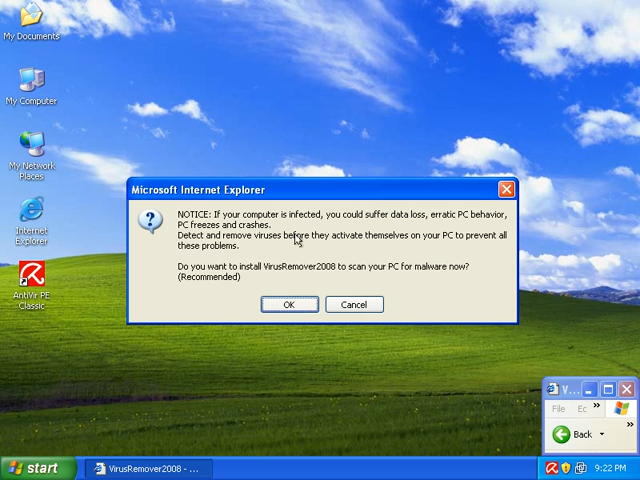 My Documents
My Computer
My Network
Places
Internet
Explorer
AntiVir PE
Classic
Microsoft Internet Explorer
NOTICE: If your computer is infected, you could suffer data loss, erratic PC behavior,
PC freezes and crashes.
Detect and remove viruses before they activate themselves on your PC to prevent all
these problems.
Do you want to install VirusRemover2008 to scan your PC for malware now?
(Recommended)
OK
Cancel
V...
File Ec »
Back
»
start
VirusRemover2008 - ...
9:22 PM